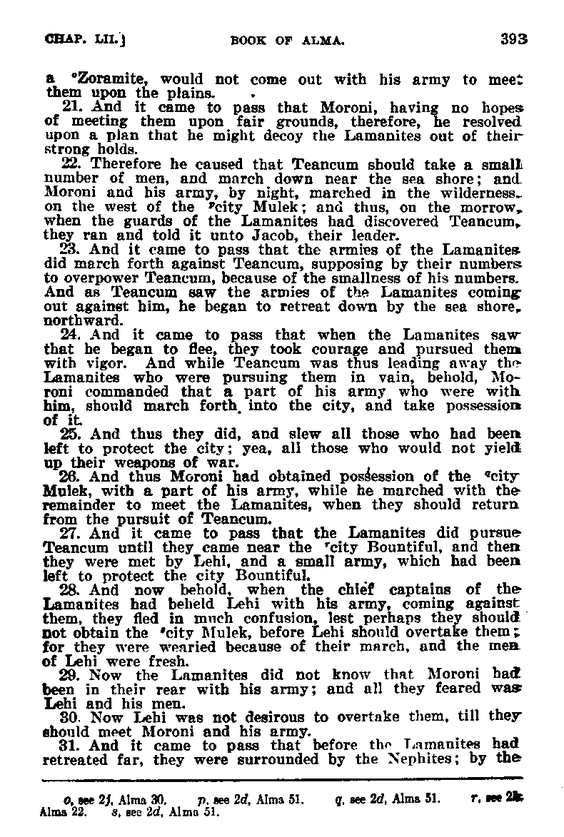 CHAP. LII.] BOOK OF ALMA. 393
a oZoramite, would not come out with his army to meet
them upon the plains.
21. And it came to pass that Moroni, having no hopes
of meeting them upon fair grounds, therefore, he resolved
upon a plan that he might decoy the Lamanites out of their
strong holds.
22. Therefore he caused that Teancum should take a small
number of men, and march down near the sea shore; and
Moroni and his army, by night, marched in the wilderness,
on the west of the pcity Mulek; and thus, on the morrow,
when the guards of the Lamanites had discovered Teancum,
they ran and told it unto Jacob, their leader.
23. And it came to pass that the armies of the Lamanites
did march forth against Teancum, supposing by their numbers
to overpower Teancum, because of the smallness of his numbers.
And as Teancum saw the armies of the Lamanites coming
out against him, he began to retreat down by the sea shore,
northward.
24. And it came to pass that when the Lamanites saw
that he began to flee, they took courage and pursued them
with vigor. And while Teancum was thus leading away the
Lamanites who were pursuing them in vain, behold, Mo-
roni commanded that a part of his army who were with
him, should march forth into the city, and take possession
of it.
25. And thus they did, and slew all those who had been
left to protect the city; yea, all those who would not yield
up their weapons of war.
26. And thus Moroni had obtained possession of the qcity
Mulek, with a part of his army, while he marched with the
remainder to meet the Lamanites, when they should return
from the pursuit of Teancum.
27. And it came to pass that the Lamanites did pursue
Teancum until they came near the rcity Bountiful, and then
they were met by Lehi, and a small army, which had been
left to protect the city Bountiful.
28. And now behold, when the chief captains of the
Lamanites had beheld Lehi with his army, coming against
them, they fled in much confusion, lest perhaps they should
not obtain the scity Mulek, before Lehi should overtake them;
for they were wearied because of their march, and the men
of Lehi were fresh.
29. Now the Lamanites did not know that Moroni had
been in their rear with his army; and all they feared was
Lehi and his men.
30. Now Lehi was not desirous to overtake them, till they
should meet Moroni and his army.
31. And it came to pass that before the Lamanites had
retreated far, they were surrounded by the Nephites; by the
o, see 2j, Alma 30. p, see 2d, Alma 51. q, see 2d, Alma 51. r, see
Alma 22. s, see 2d, Alma 51.